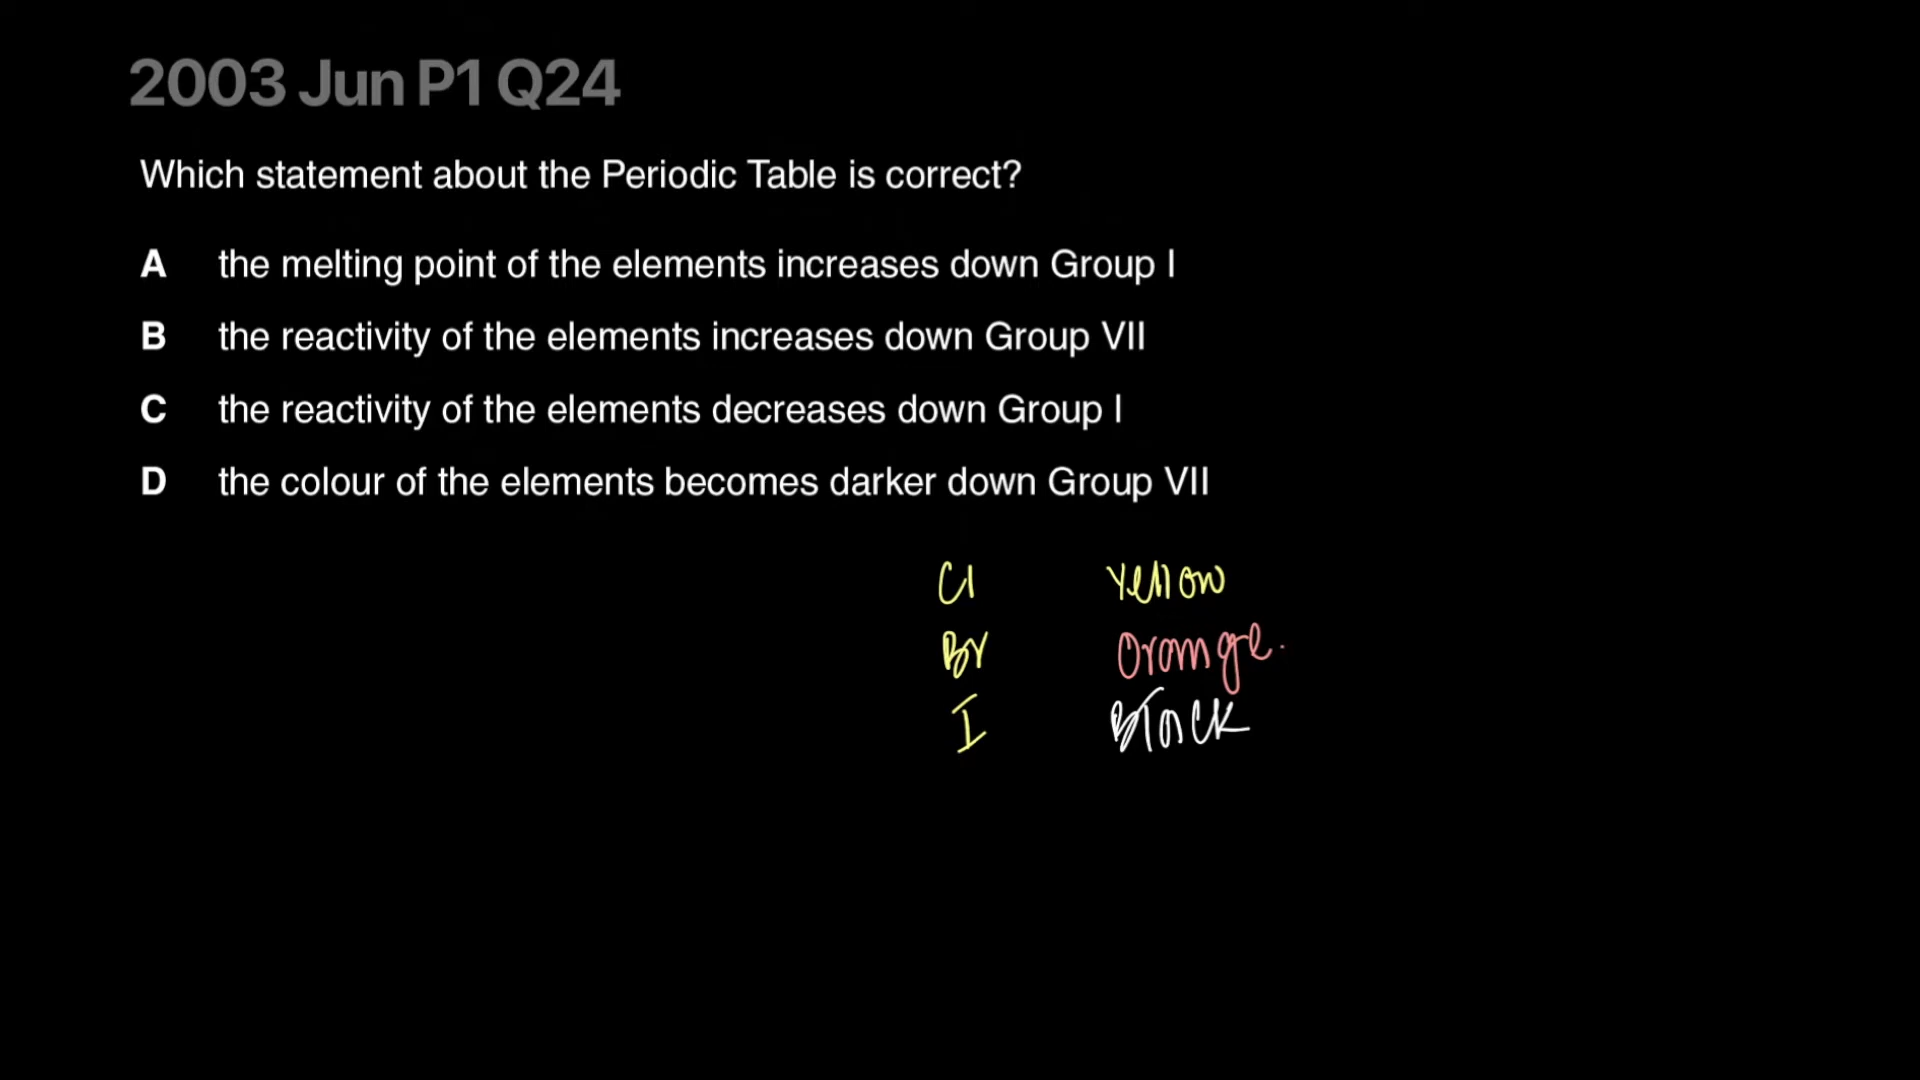 2003 Jun P1 Q24
Which statement about the Periodic Table is correct?
A the melting point of the elements increases down Group I
B the reactivity of the elements increases down Group VII
C the reactivity of the elements decreases down Group I
D the colour of the elements becomes darker down Group VII
Cl Yellow
Br Orange.
I Black